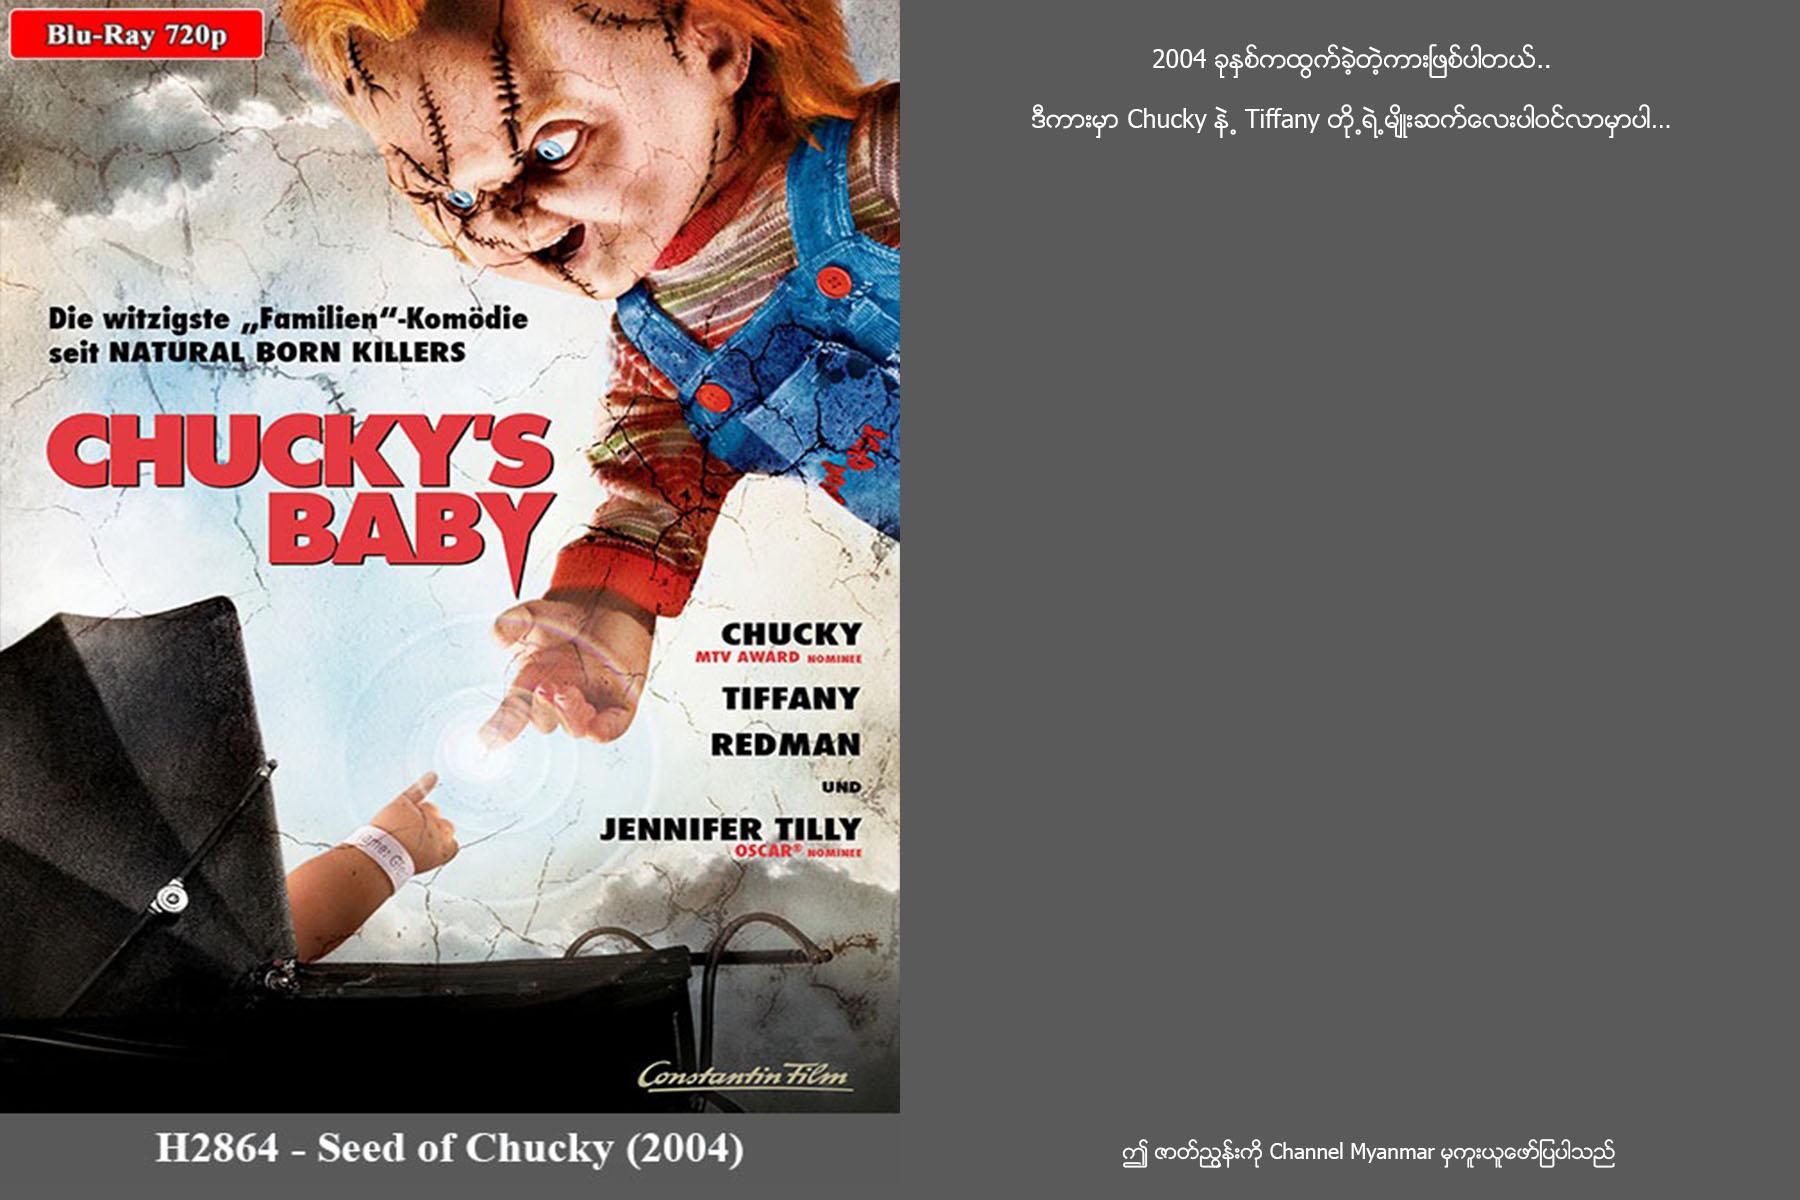 Blu-Ray 720p
Die witzigste „Familien“-Komödie
seit NATURAL BORN KILLERS
CHUCKY'S
BABY
CHUCKY
MTV AWARD NOMINEE
TIFFANY
REDMAN
UND
JENNIFER TILLY
OSCAR® NOMINEE
Constantin Film
H2864 - Seed of Chucky (2004)
2004 ခုနှစ်ကထွက်ခဲ့တဲ့ကားဖြစ်ပါတယ်..
ဒီကားမှာ Chucky နဲ့ Tiffany တို့ရဲ့မျိုးဆက်လေးပါဝင်လာမှာပါ...
ဤ ဇာတ်ညွှန်းကို Channel Myanmar မှကူးယူဖော်ပြပါသည်